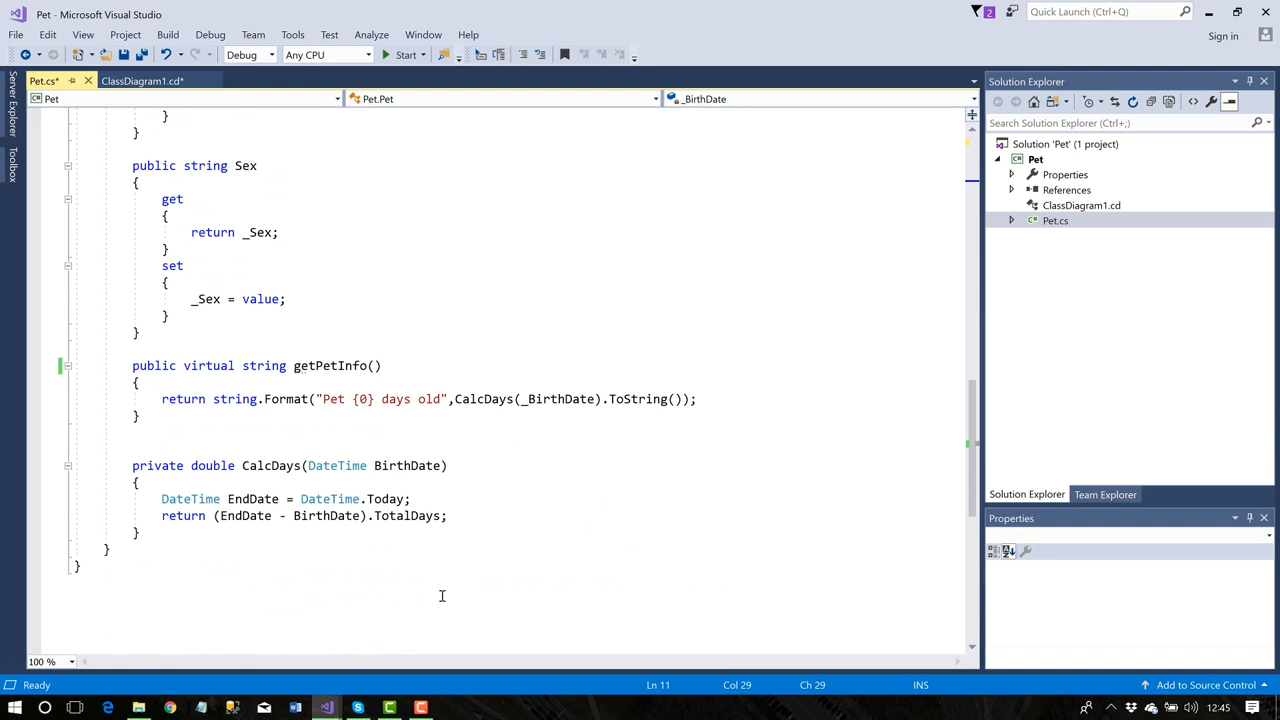 Pet - Microsoft Visual Studio
2
Quick Launch (Ctrl+Q)
File Edit View Project Build Debug Team Tools Test Analyze Window Help
Sign in
Debug Any CPU Start
Server Explorer
Toolbox
Pet.cs* ClassDiagram1.cd*
Pet Pet.Pet _BirthDate
}
}
public string Sex
{
get
{
return _Sex;
}
set
{
_Sex = value;
}
}
public virtual string getPetInfo()
{
return string.Format("Pet {0} days old",CalcDays(_BirthDate).ToString());
}
private double CalcDays(DateTime BirthDate)
{
DateTime EndDate = DateTime.Today;
return (EndDate - BirthDate).TotalDays;
}
}
}
100 %
Solution Explorer
Search Solution Explorer (Ctrl+;)
Solution 'Pet' (1 project)
Pet
Properties
References
ClassDiagram1.cd
Pet.cs
Solution Explorer Team Explorer
Properties
Ready Ln 11 Col 29 Ch 29 INS Add to Source Control
12:45